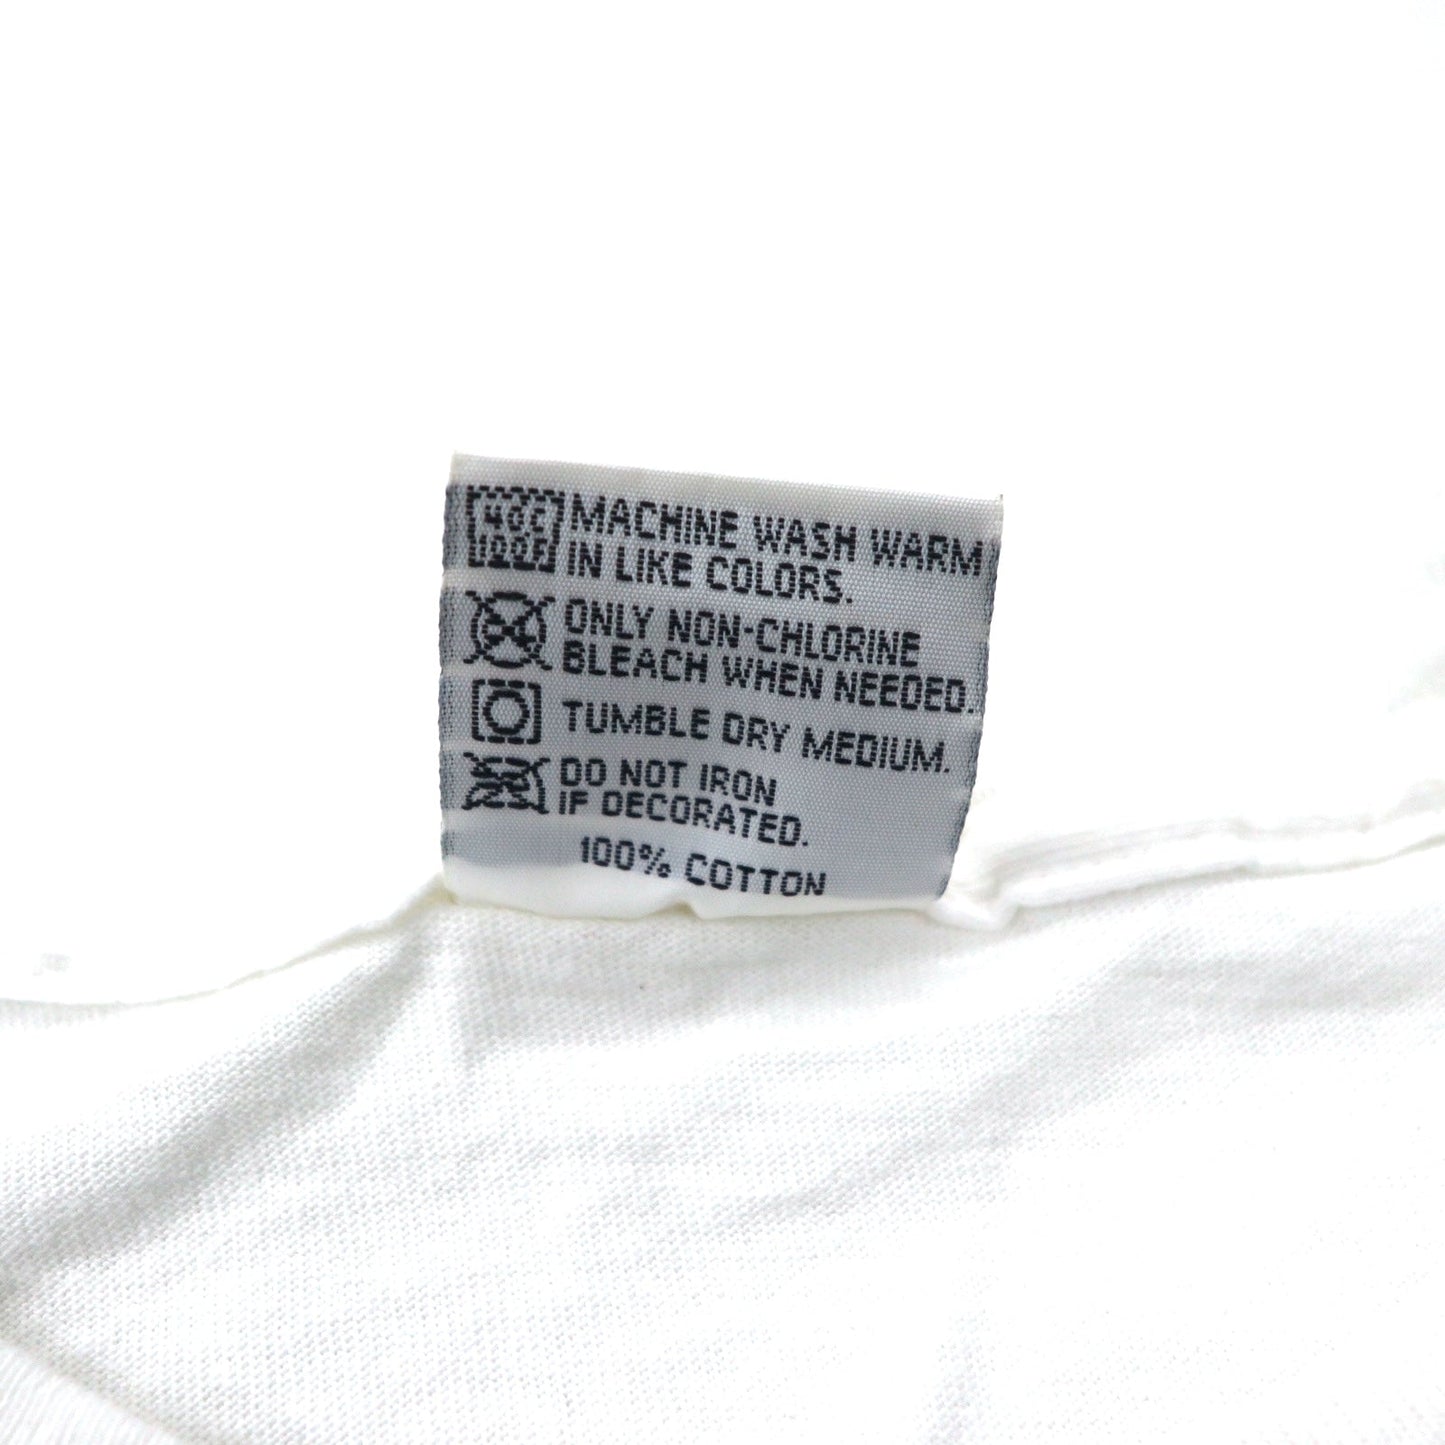 40C MACHINE WASH WARM
100F IN LIKE COLORS.
ONLY NON-CHLORINE
BLEACH WHEN NEEDED.
TUMBLE DRY MEDIUM.
DO NOT IRON
IF DECORATED.
100% COTTON